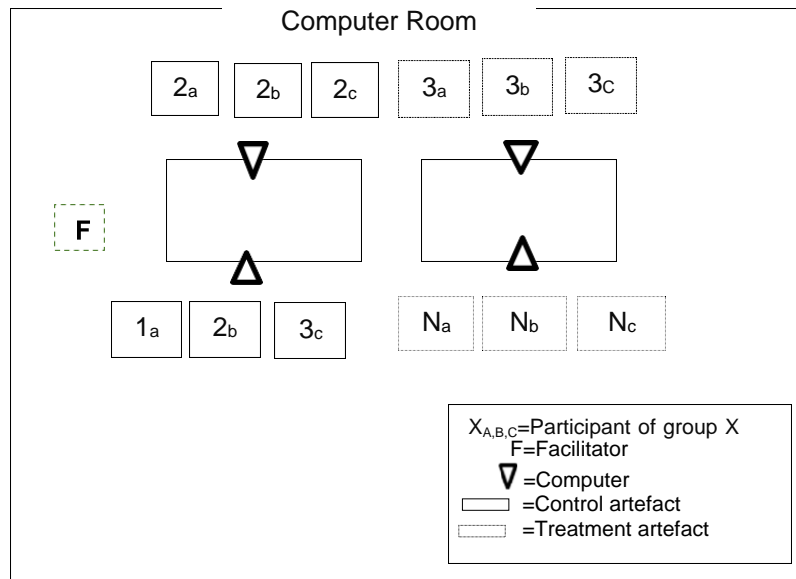 Computer Room
2a 2b 2c 3a 3b 3C
F
1a 2b 3c Na Nb Nc
XA,B,C=Participant of group X
F=Facilitator
=Computer
=Control artefact
=Treatment artefact